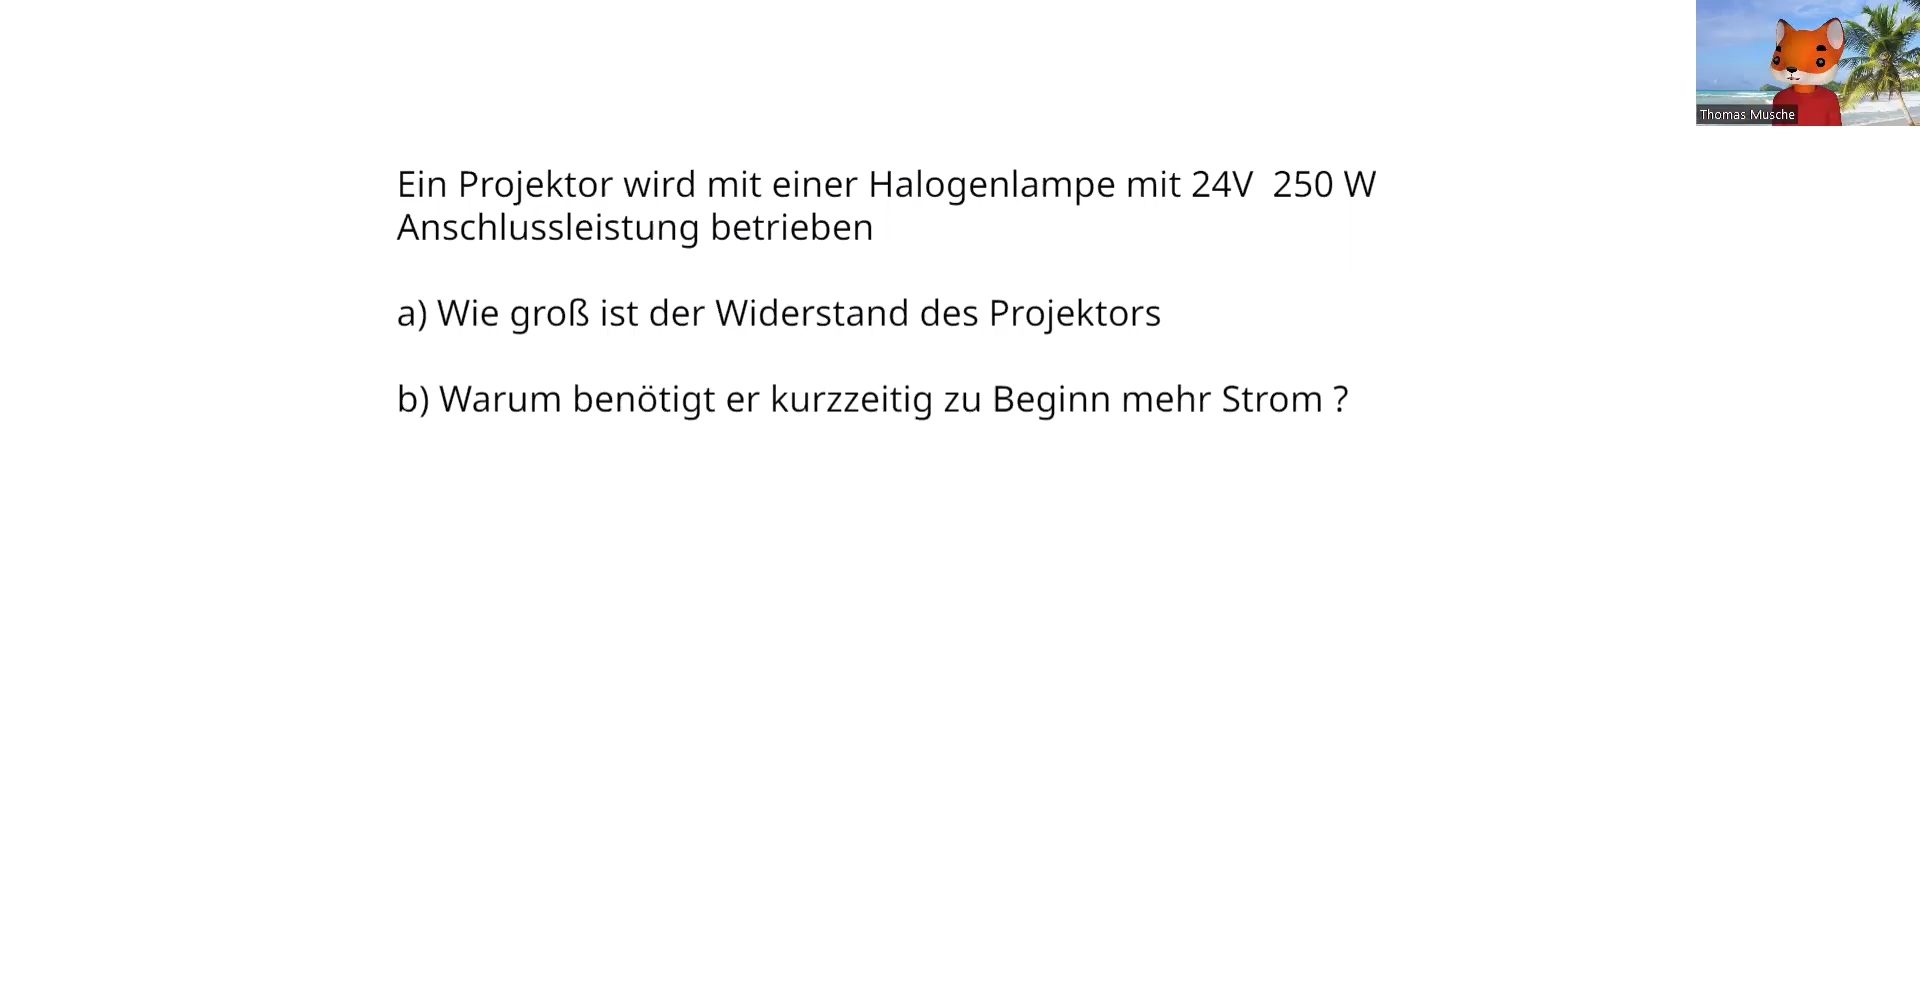 Thomas Musche
Ein Projektor wird mit einer Halogenlampe mit 24V  250 W
Anschlussleistung betrieben
a) Wie groß ist der Widerstand des Projektors
b) Warum benötigt er kurzzeitig zu Beginn mehr Strom ?